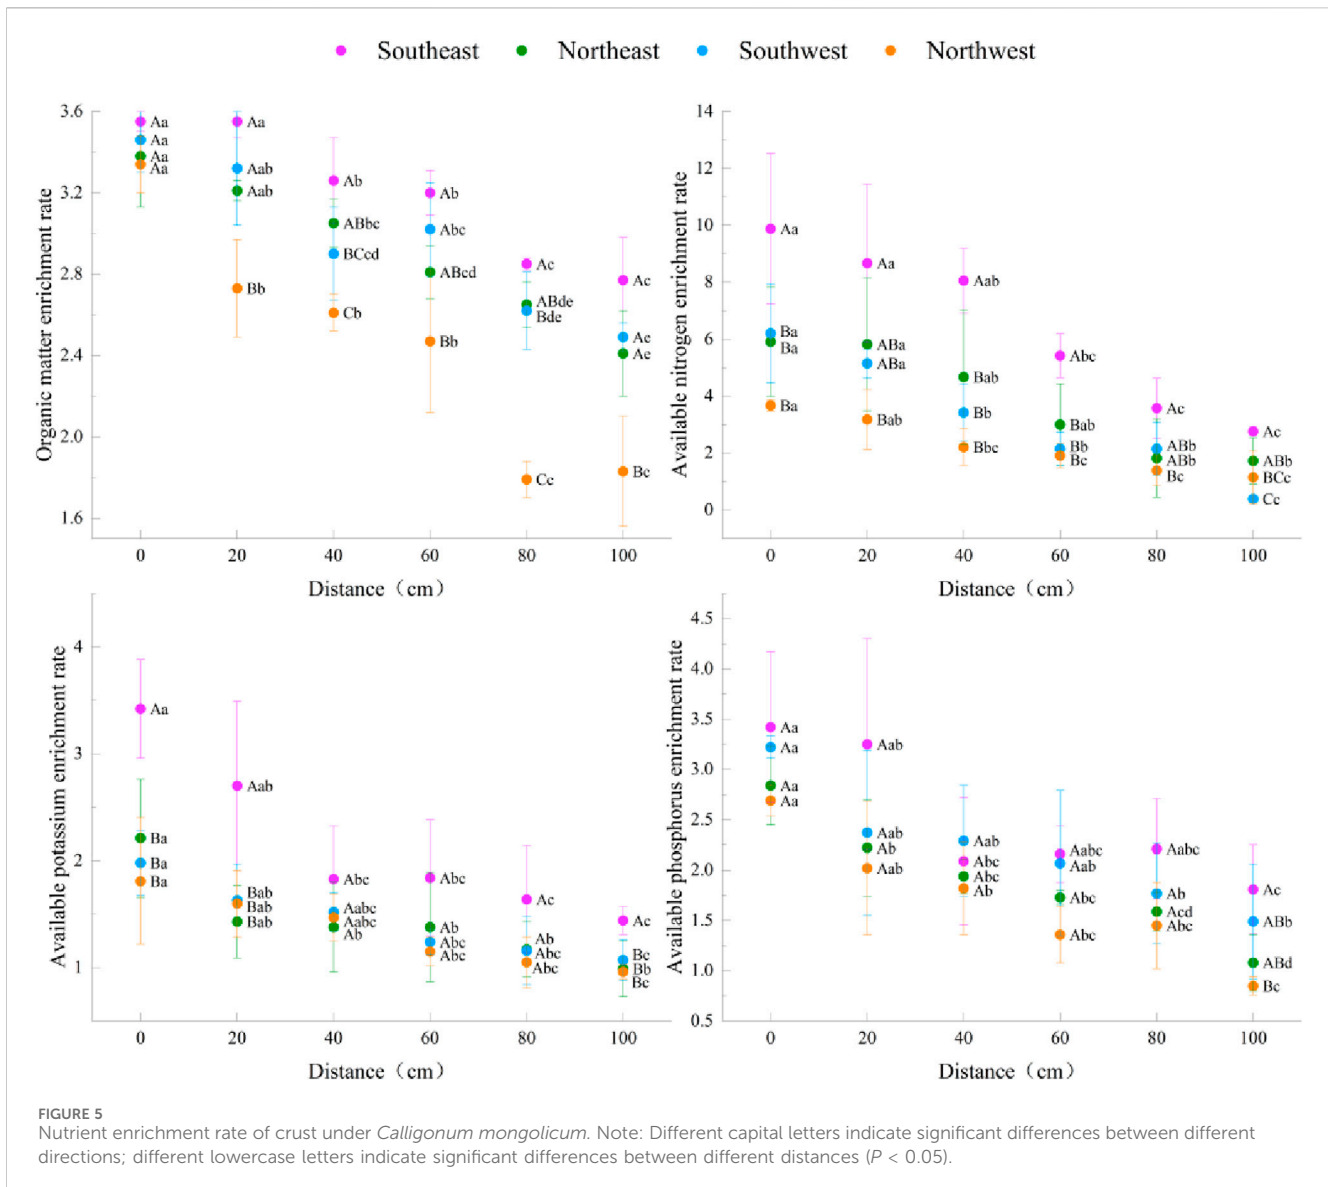 Southeast Northeast Southwest Northwest
Organic matter enrichment rate
3.6
3.2
2.8
2.4
2.0
1.6
Aa
Aa
Aa
Aa
Aa
Aab
Aab
Bb
Ab
ABbc
BCcd
Cb
Ab
Abc
ABcd
Bb
Ac
ABde
Bde
Cc
Ac
Ae
Ae
Bc
0 20 40 60 80 100
Distance（cm）
Available nitrogen enrichment rate
14
12
10
8
6
4
2
0
Aa
Ba
Ba
Ba
Aa
ABa
ABa
Bab
Aab
Bab
Bb
Bbc
Abc
Bab
Bb
Bc
Ac
ABb
ABb
Bc
Ac
ABb
BCc
Cc
0 20 40 60 80 100
Distance（cm）
Available potassium enrichment rate
4
3
2
1
Aa
Ba
Ba
Ba
Aab
Bab
Bab
Bab
Abc
Aabc
Aabc
Ab
Abc
Ab
Abc
Abc
Ac
Ab
Abc
Abc
Ac
Bc
Bb
Bc
0 20 40 60 80 100
Distance（cm）
Available phosphorus enrichment rate
4.5
4.0
3.5
3.0
2.5
2.0
1.5
1.0
0.5
Aa
Aa
Aa
Aa
Aab
Aab
Ab
Aab
Aab
Abc
Abc
Ab
Aabc
Aab
Abc
Abc
Aabc
Ab
Acd
Abc
Ac
ABb
ABd
Bc
0 20 40 60 80 100
Distance（cm）
FIGURE 5
Nutrient enrichment rate of crust under Calligonum mongolicum. Note: Different capital letters indicate significant differences between different
directions; different lowercase letters indicate significant differences between different distances (P < 0.05).